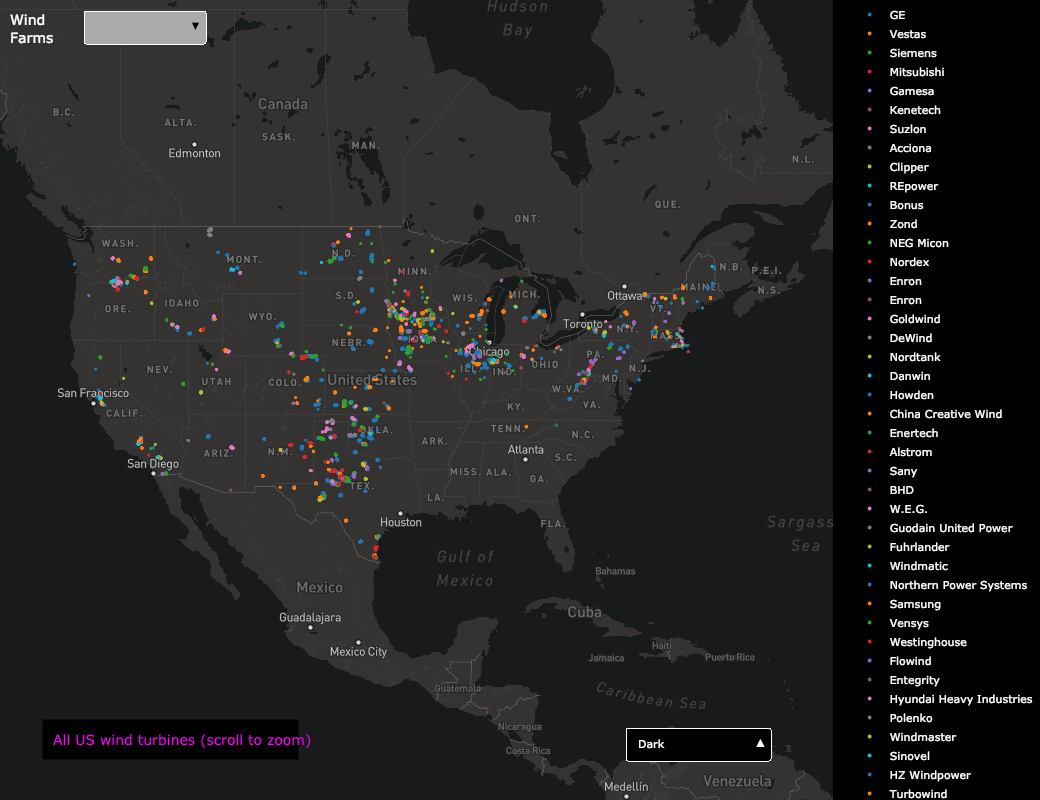 Wind
Farms
▼
Hudson
Bay
Canada
B.C.
ALTA.
SASK.
MAN.
Edmonton
N.L.
QUE.
ONT.
WASH.
MONT.
N.D.
MINN.
N.B.
P.E.I.
MAINE
N.S.
Ottawa
ORE.
IDAHO
S.D.
WIS.
MICH.
VT.
WYO.
Toronto
N.Y.
MASS.
NEBR.
Chicago
NEV.
UTAH
COLO.
United States
ILL.
IND.
OHIO
PA.
N.J.
MD.
W.VA.
VA.
San Francisco
CALIF.
KY.
OKLA.
TENN.
N.C.
ARIZ.
N.M.
ARK.
Atlanta
S.C.
San Diego
MISS.
ALA.
GA.
TEX.
LA.
Houston
FLA.
Sargass
Sea
Gulf of
Mexico
Bahamas
Mexico
Cuba
Guadalajara
Mexico City
Haiti
Jamaica
Puerto Rico
Guatemala
Caribbean Sea
Nicaragua
Costa Rica
Medellín
Venezuela
All US wind turbines (scroll to zoom)
Dark ▲
GE
Vestas
Siemens
Mitsubishi
Gamesa
Kenetech
Suzlon
Acciona
Clipper
REpower
Bonus
Zond
NEG Micon
Nordex
Enron
Enron
Goldwind
DeWind
Nordtank
Danwin
Howden
China Creative Wind
Enertech
Alstrom
Sany
BHD
W.E.G.
Guodain United Power
Fuhrlander
Windmatic
Northern Power Systems
Samsung
Vensys
Westinghouse
Flowind
Entegrity
Hyundai Heavy Industries
Polenko
Windmaster
Sinovel
HZ Windpower
Turbowind